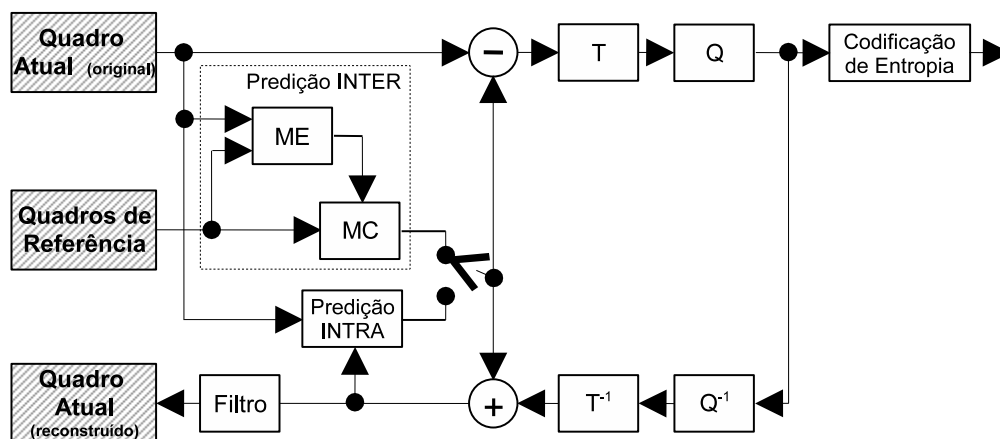 Quadro
Atual (original)
−
T
Q
Codificação
de Entropia
Predição INTER
ME
MC
Quadros de
Referência
Predição
INTRA
Quadro
Atual
(reconstruído)
Filtro
+
T-1
Q-1